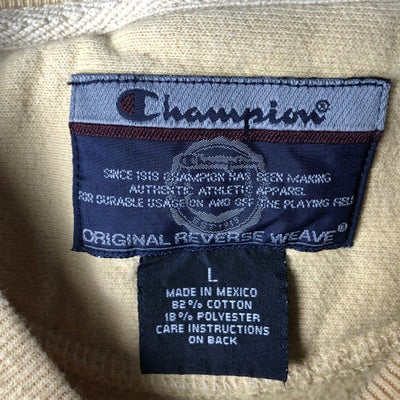 Champion®
Champion
SINCE 1919 CHAMPION HAS BEEN MAKING
AUTHENTIC ATHLETIC APPAREL
FOR DURABLE USAGE ON AND OFF THE PLAYING FIELD
ORIGINAL REVERSE WEAVE®
L
MADE IN MEXICO
82% COTTON
18% POLYESTER
CARE INSTRUCTIONS
ON BACK